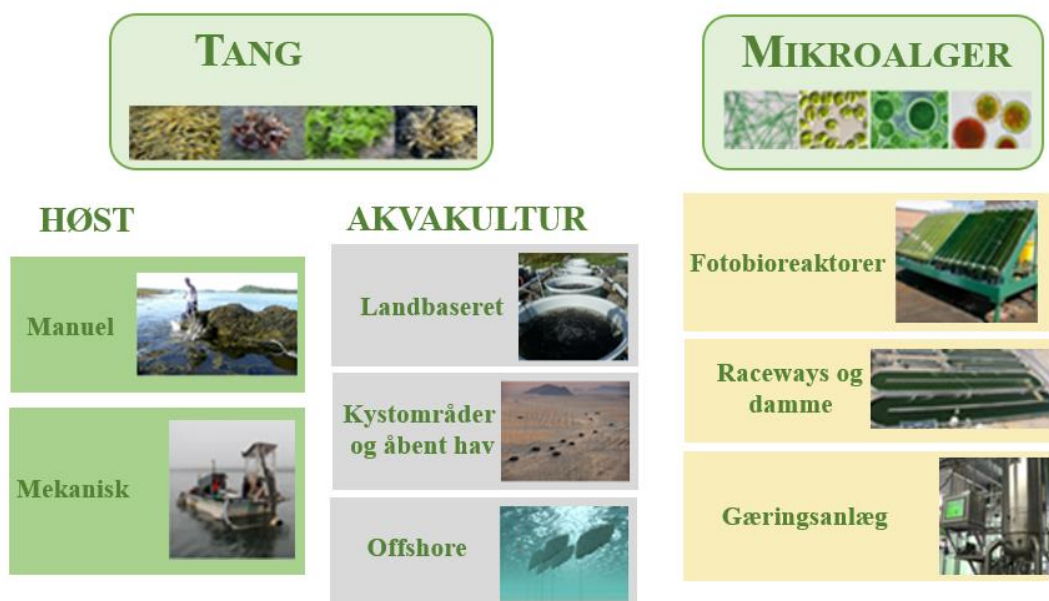 TANG
MIKROALGER
HØST
AKVAKULTUR
Manuel
Mekanisk
Landbaseret
Kystområder
og åbent hav
Offshore
Fotobioreaktorer
Raceways og
damme
Gæringsanlæg